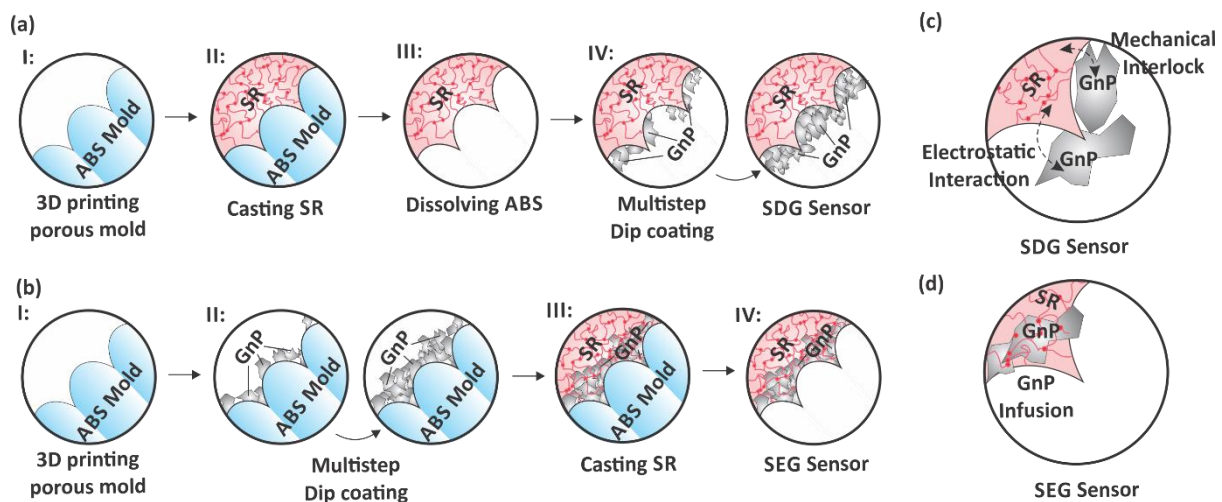 (a)
I:
ABS Mold
3D printing
porous mold
II:
SR
ABS Mold
Casting SR
III:
SR
Dissolving ABS
IV:
SR
GnP
Multistep
Dip coating
SR
GnP
SDG Sensor
(b)
I:
ABS Mold
3D printing
porous mold
II:
GnP
ABS Mold
GnP
ABS Mold
Multistep
Dip coating
III:
SR
GnP
ABS Mold
Casting SR
IV:
SR
GnP
SEG Sensor
(c)
Mechanical
Interlock
SR
GnP
Electrostatic
Interaction
GnP
SDG Sensor
(d)
SR
GnP
GnP
Infusion
SEG Sensor